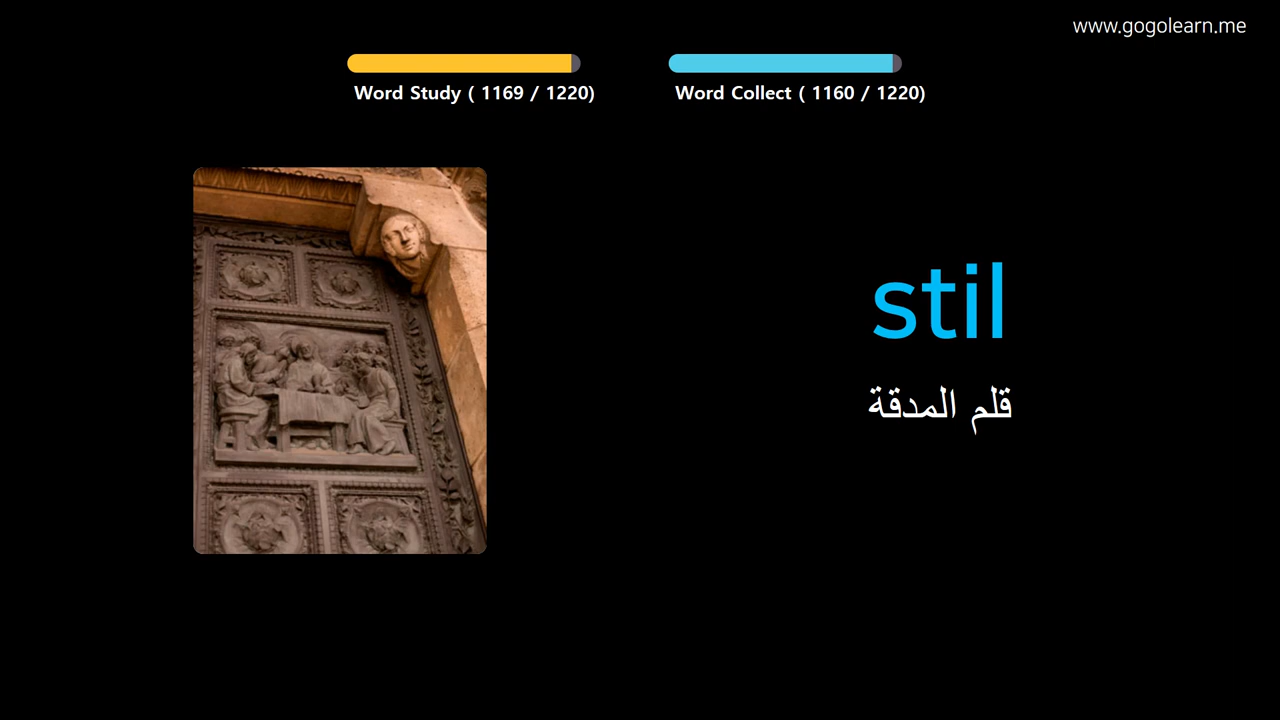 www.gogolearn.me
Word Study ( 1169 / 1220)
Word Collect ( 1160 / 1220)
stil
قلم المدقة